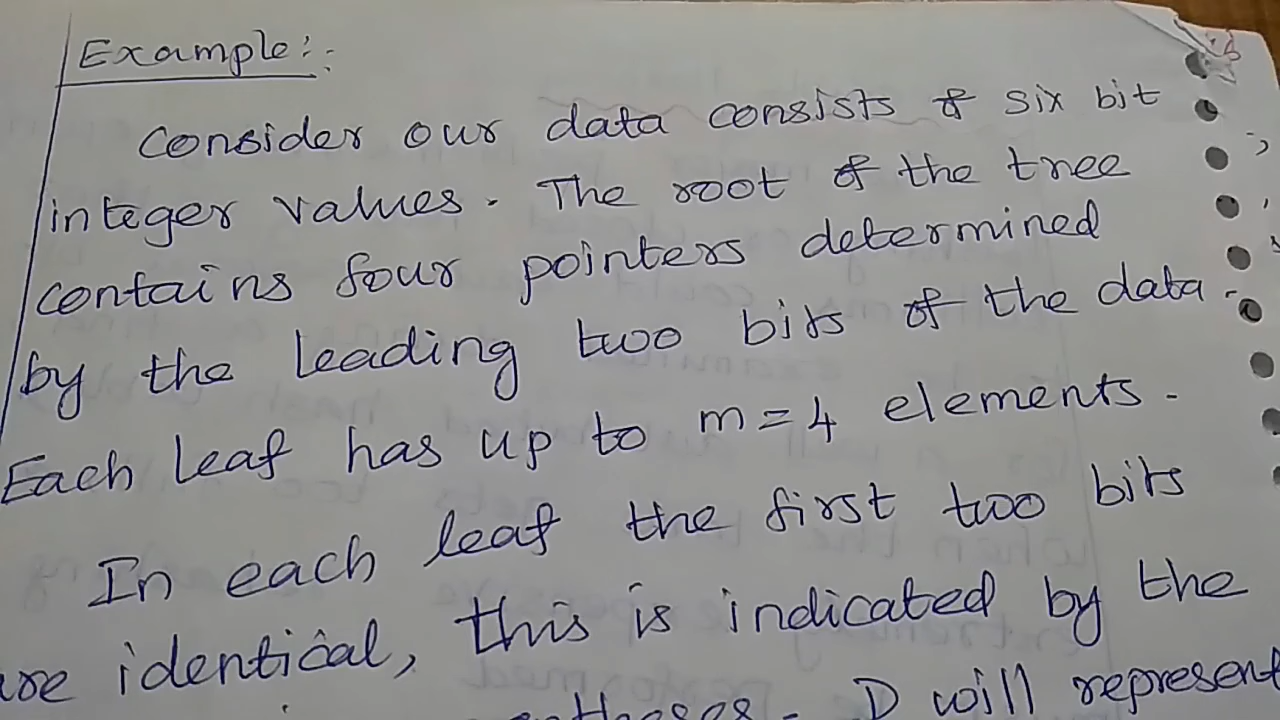 Example:-
Consider our data consists of six bit
integer values. The root of the tree
contains four pointers determined
by the leading two bits of the data.
Each leaf has up to m=4 elements.
In each leaf the first two bits
are identical, this is indicated by the
D will represent